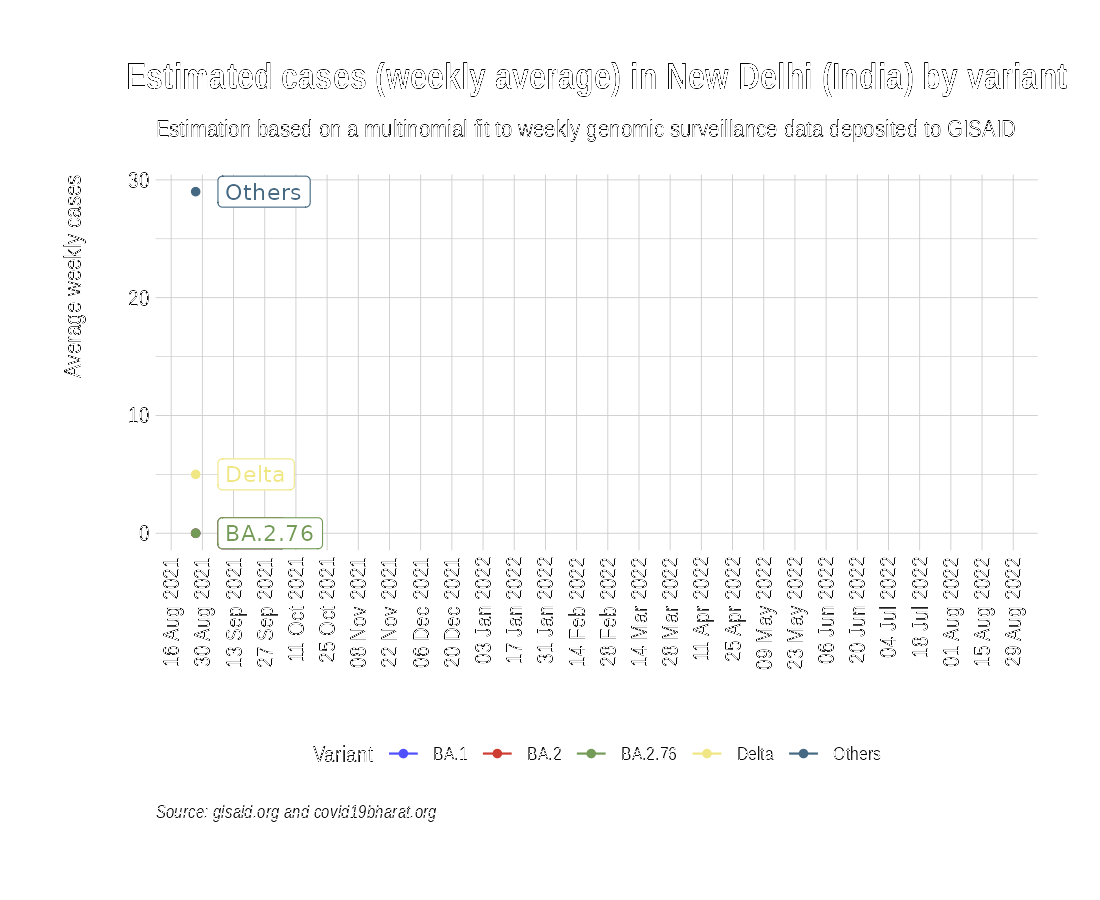 Estimated cases (weekly average) in New Delhi (India) by variant
Estimation based on a multinomial fit to weekly genomic surveillance data deposited to GISAID
Average weekly cases
30
20
10
0
Others
Delta
BA.2.76
16 Aug 2021
30 Aug 2021
13 Sep 2021
27 Sep 2021
11 Oct 2021
25 Oct 2021
08 Nov 2021
22 Nov 2021
06 Dec 2021
20 Dec 2021
03 Jan 2022
17 Jan 2022
31 Jan 2022
14 Feb 2022
28 Feb 2022
14 Mar 2022
28 Mar 2022
11 Apr 2022
25 Apr 2022
09 May 2022
23 May 2022
06 Jun 2022
20 Jun 2022
04 Jul 2022
18 Jul 2022
01 Aug 2022
15 Aug 2022
29 Aug 2022
Variant BA.1 BA.2 BA.2.76 Delta Others
Source: gisaid.org and covid19bharat.org